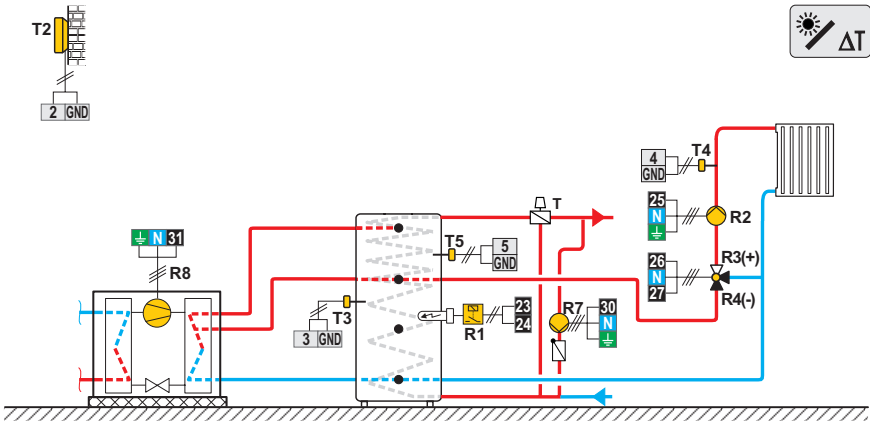 T2
ΔT
2 GND
4
GND
T4
25
N
R2
T
5
GND
T5
N 31
R8
26
N
27
R3(+)
R4(-)
T3
3 GND
R1
23
24
R7
30
N